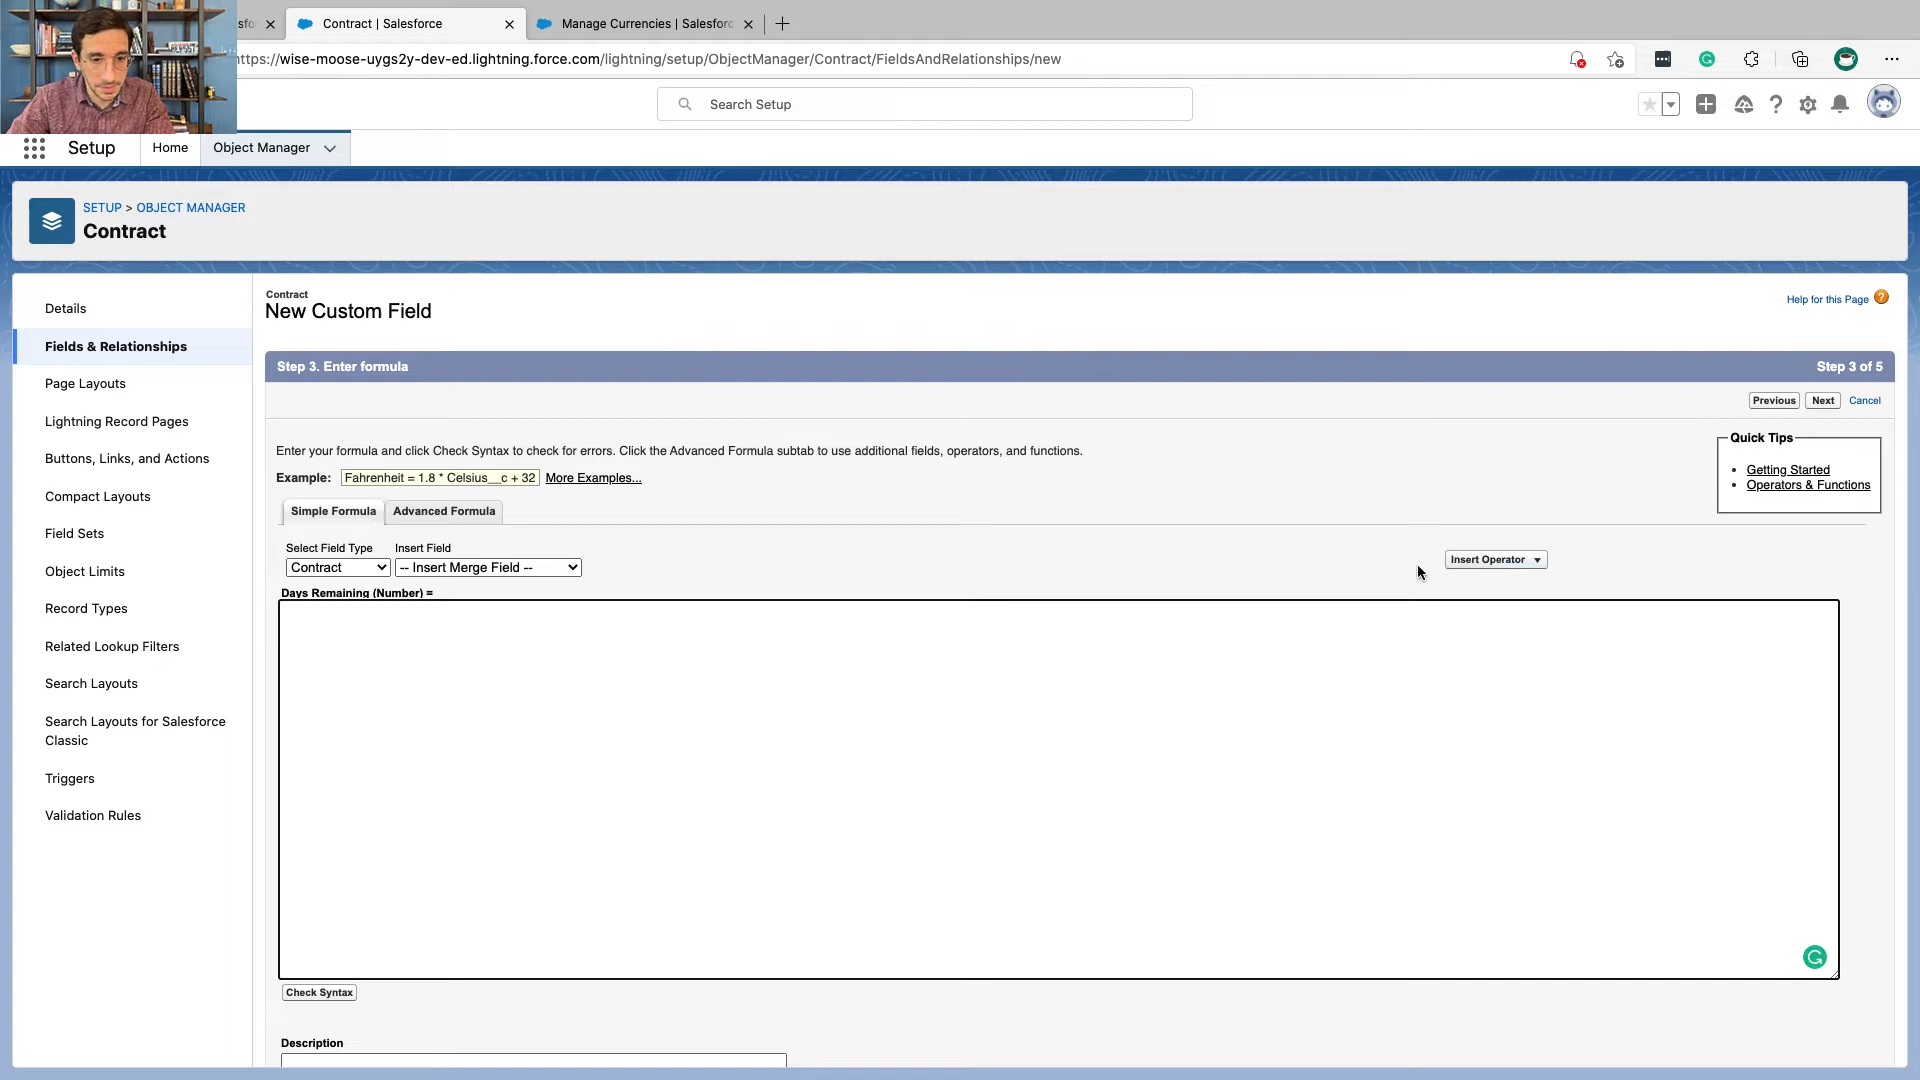 Contract | Salesforce
Manage Currencies | Salesforc
ttps://wise-moose-uygs2y-dev-ed.lightning.force.com/lightning/setup/ObjectManager/Contract/FieldsAndRelationships/new
Search Setup
Setup
Home
Object Manager
SETUP > OBJECT MANAGER
Contract
Details
Fields & Relationships
Page Layouts
Lightning Record Pages
Buttons, Links, and Actions
Compact Layouts
Field Sets
Object Limits
Record Types
Related Lookup Filters
Search Layouts
Search Layouts for Salesforce
Classic
Triggers
Validation Rules
Contract
New Custom Field
Help for this Page
Step 3. Enter formula
Step 3 of 5
Previous
Next
Cancel
Enter your formula and click Check Syntax to check for errors. Click the Advanced Formula subtab to use additional fields, operators, and functions.
Example: Fahrenheit = 1.8 * Celsius__c + 32 More Examples...
Quick Tips
• Getting Started
• Operators & Functions
Simple Formula
Advanced Formula
Select Field Type
Insert Field
Contract
-- Insert Merge Field --
Insert Operator
Days Remaining (Number) =
Check Syntax
Description